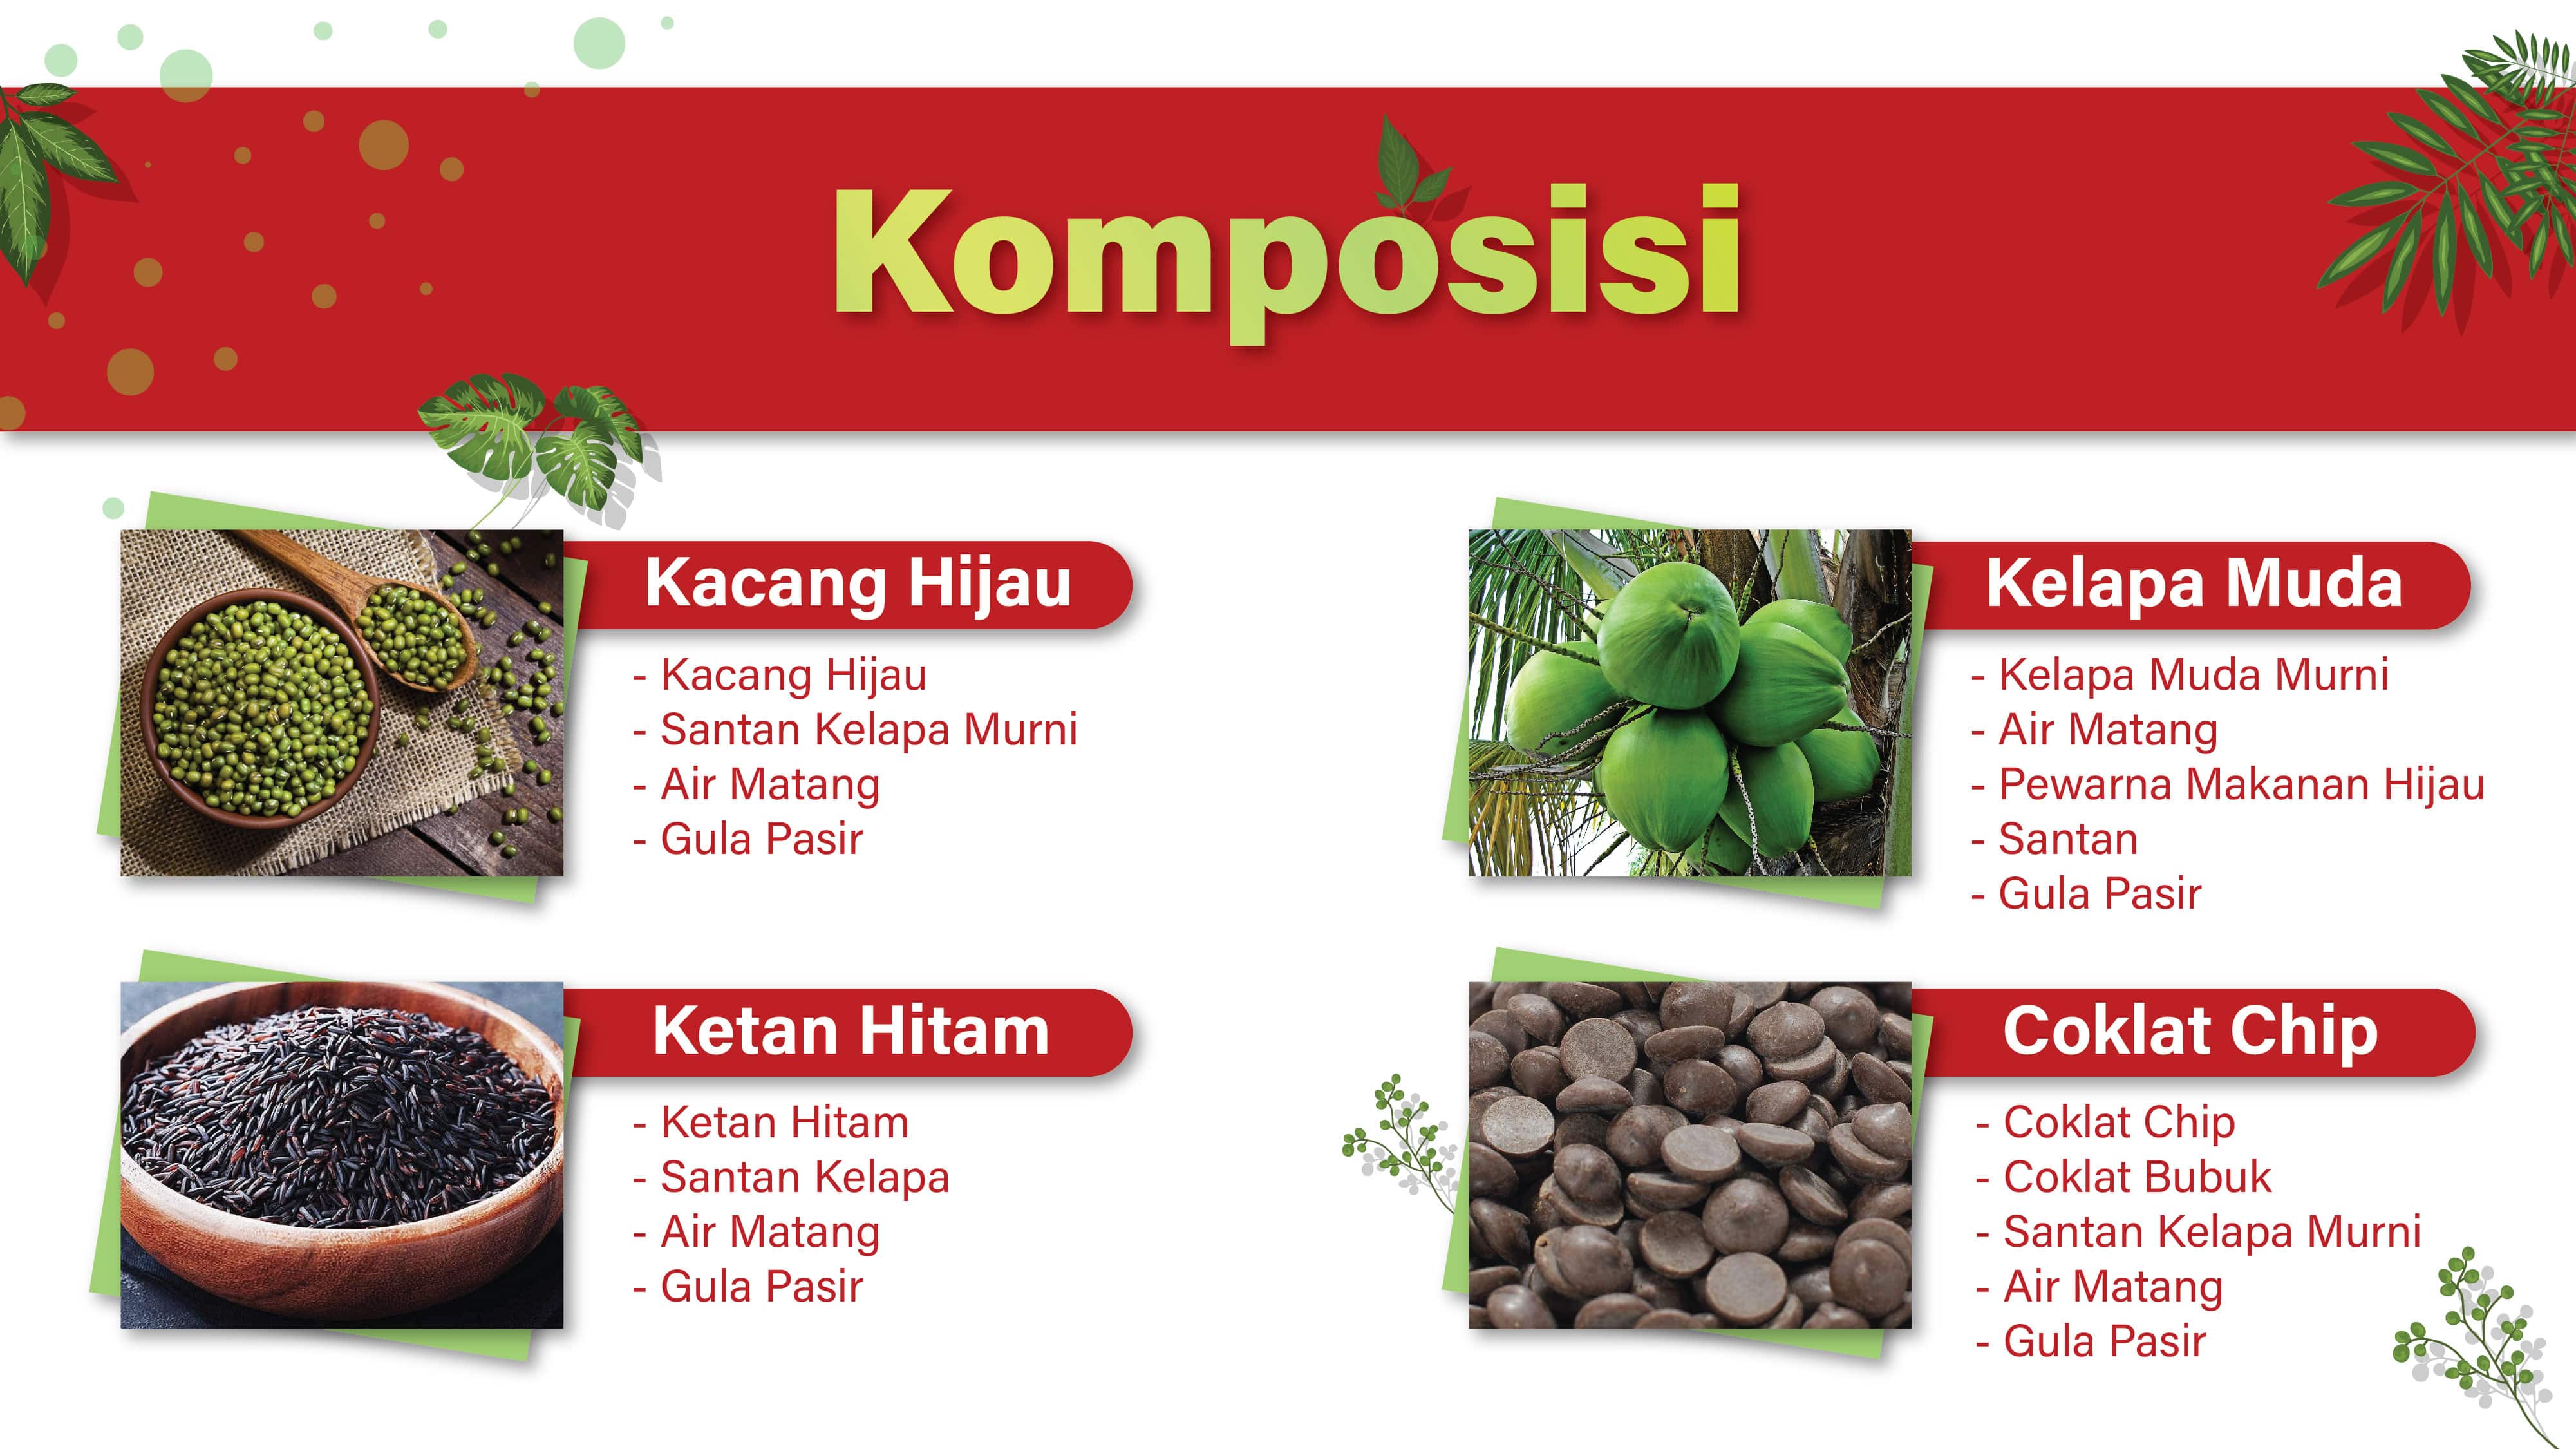 Komposisi
Kacang Hijau
- Kacang Hijau
- Santan Kelapa Murni
- Air Matang
- Gula Pasir
Kelapa Muda
- Kelapa Muda Murni
- Air Matang
- Pewarna Makanan Hijau
- Santan
- Gula Pasir
Ketan Hitam
- Ketan Hitam
- Santan Kelapa
- Air Matang
- Gula Pasir
Coklat Chip
- Coklat Chip
- Coklat Bubuk
- Santan Kelapa Murni
- Air Matang
- Gula Pasir